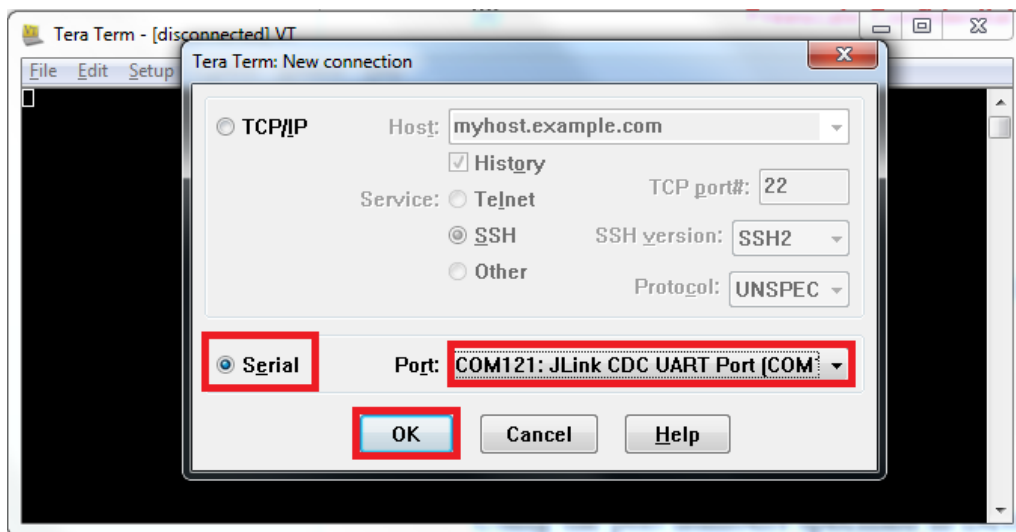 Tera Term - [disconnected] VT
File Edit Setup
Tera Term: New connection
TCP/IP
Host: myhost.example.com
History
Service: Telnet
TCP port#: 22
SSH
SSH version: SSH2
Other
Protocol: UNSPEC
Serial
Port: COM121: JLink CDC UART Port (COM1
OK Cancel Help